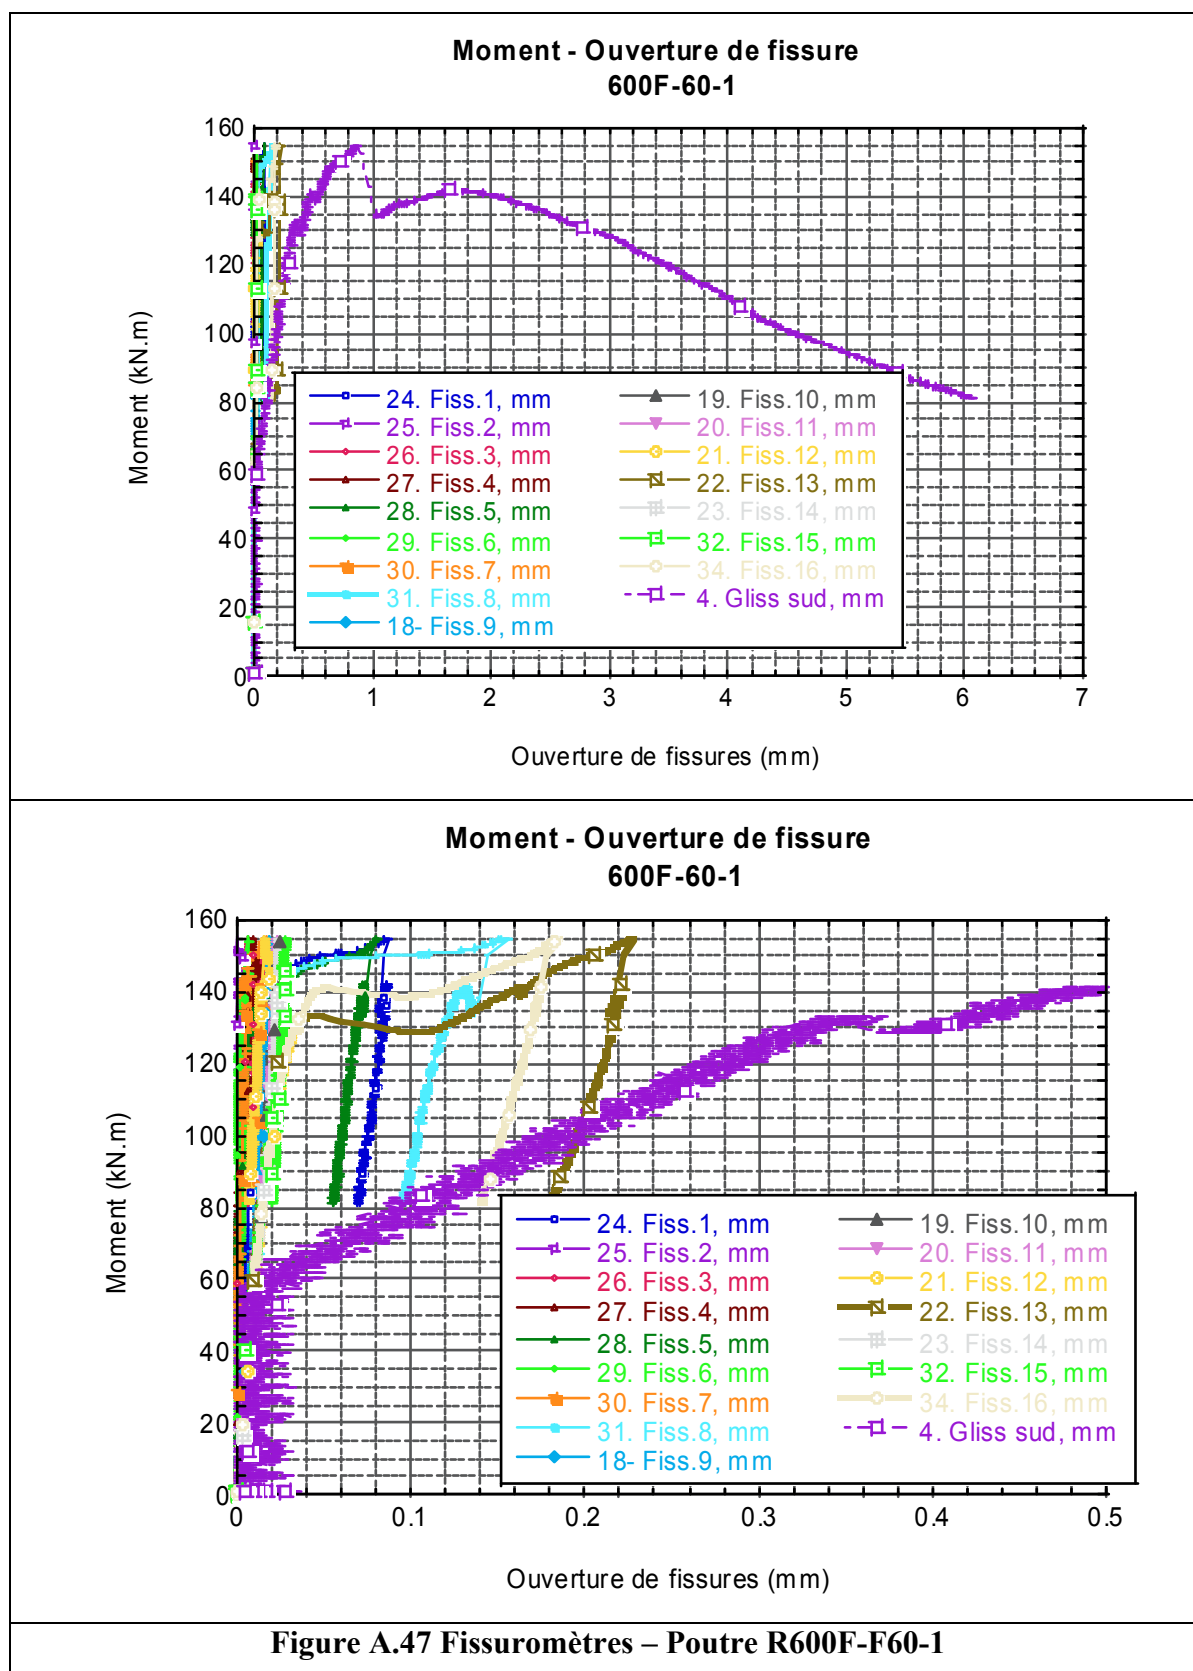 Moment - Ouverture de fissure
600F-60-1
160
140
120
100
80
60
40
20
0
Moment (kN.m)
24. Fiss.1, mm
25. Fiss.2, mm
26. Fiss.3, mm
27. Fiss.4, mm
28. Fiss.5, mm
29. Fiss.6, mm
30. Fiss.7, mm
31. Fiss.8, mm
18- Fiss.9, mm
19. Fiss.10, mm
20. Fiss.11, mm
21. Fiss.12, mm
22. Fiss.13, mm
23. Fiss.14, mm
32. Fiss.15, mm
34. Fiss.16, mm
4. Gliss sud, mm
0 1 2 3 4 5 6 7
Ouverture de fissures (mm)
Moment - Ouverture de fissure
600F-60-1
160
140
120
100
80
60
40
20
0
Moment (kN.m)
24. Fiss.1, mm
25. Fiss.2, mm
26. Fiss.3, mm
27. Fiss.4, mm
28. Fiss.5, mm
29. Fiss.6, mm
30. Fiss.7, mm
31. Fiss.8, mm
18- Fiss.9, mm
19. Fiss.10, mm
20. Fiss.11, mm
21. Fiss.12, mm
22. Fiss.13, mm
23. Fiss.14, mm
32. Fiss.15, mm
34. Fiss.16, mm
4. Gliss sud, mm
0 0.1 0.2 0.3 0.4 0.5
Ouverture de fissures (mm)
Figure A.47 Fissuromètres – Poutre R600F-F60-1